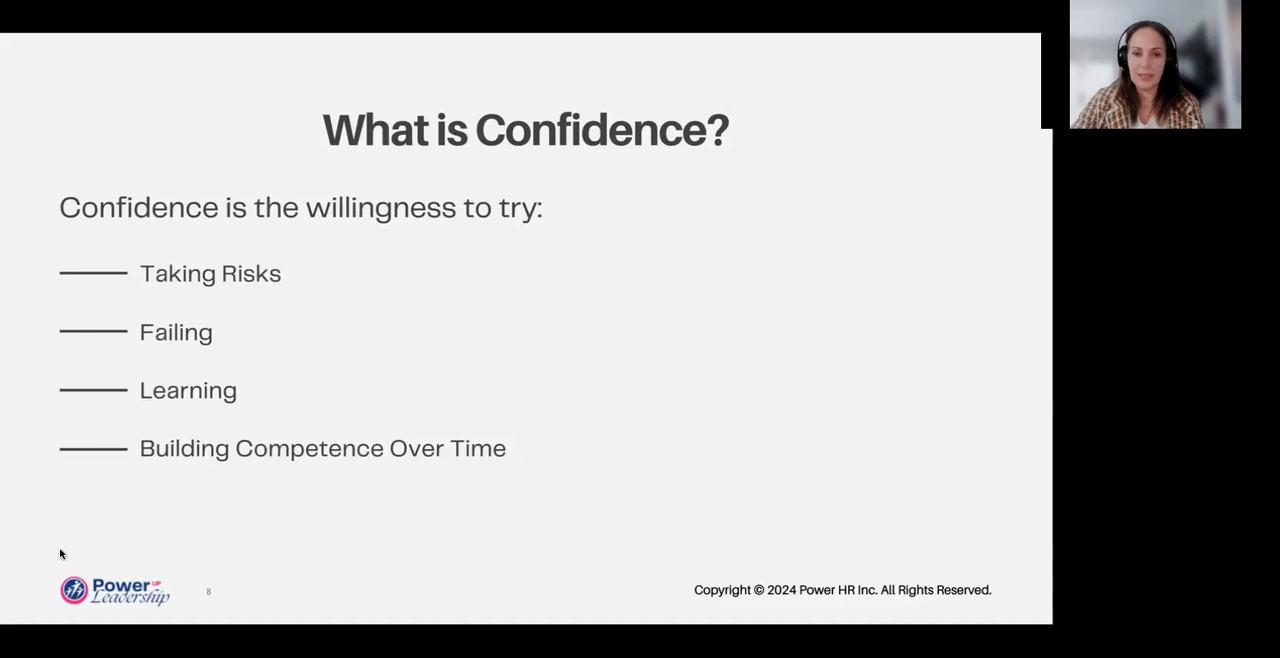 What is Confidence?
Confidence is the willingness to try:
Taking Risks
Failing
Learning
Building Competence Over Time
Power UP
Leadership
8
Copyright © 2024 Power HR Inc. All Rights Reserved.